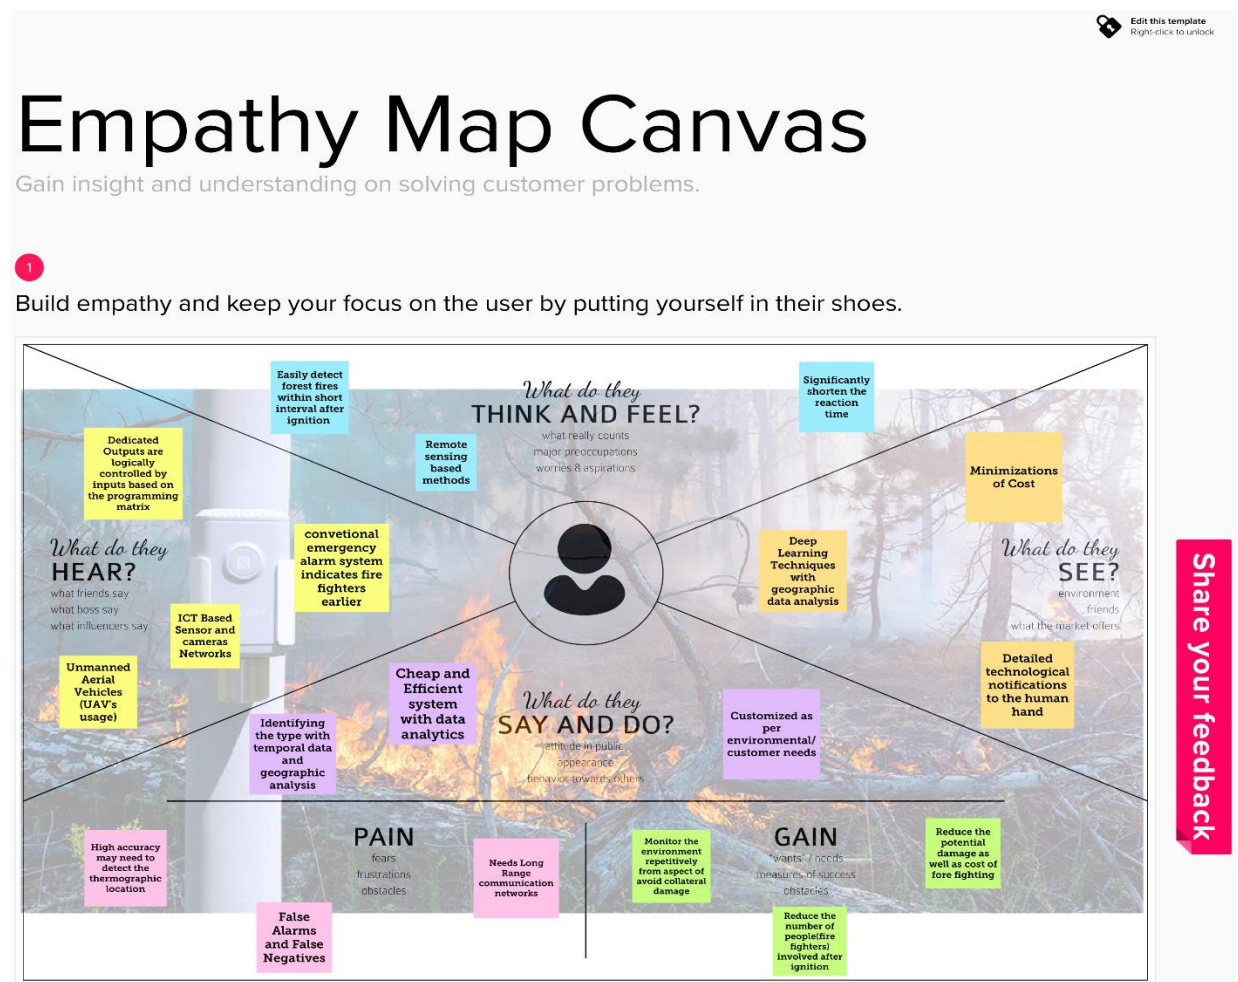 Edit this template
Right-click to unlock
Empathy Map Canvas
Gain insight and understanding on solving customer problems.
1
Build empathy and keep your focus on the user by putting yourself in their shoes.
Easily detect
forest fires
within short
interval after
ignition
Remote
sensing
based
methods
What do they
THINK AND FEEL?
what really counts
major preoccupations
worries & aspirations
Significantly
shorten the
reaction
time
Dedicated
Outputs are
logically
controlled by
inputs based on
the programming
matrix
What do they
HEAR?
what friends say
what boss say
what influencers say
convetional
emergency
alarm system
indicates fire
fighters
earlier
ICT Based
Sensor and
cameras
Networks
Unmanned
Aerial
Vehicles
(UAV's
usage)
Minimizations
of Cost
Deep
Learning
Techniques
with
geographic
data analysis
What do they
SEE?
environment
friends
what the market offers
Detailed
technological
notifications
to the human
hand
Identifying
the type with
temporal data
and
geographic
analysis
Cheap and
Efficient
system
with data
analytics
What do they
SAY AND DO?
attitude in public
appearance
behavior towards others
Customized as
per
environmental/
customer needs
PAIN
fears
frustrations
obstacles
High accuracy
may need to
detect the
thermographic
location
False
Alarms
and False
Negatives
Needs Long
Range
communication
networks
GAIN
"wants" / needs
measures of success
obstacles
Monitor the
environment
repetitively
from aspect of
avoid collateral
damage
Reduce the
number of
people(fire
fighters)
involved after
ignition
Reduce the
potential
damage as
well as cost of
fore fighting
Share your feedback